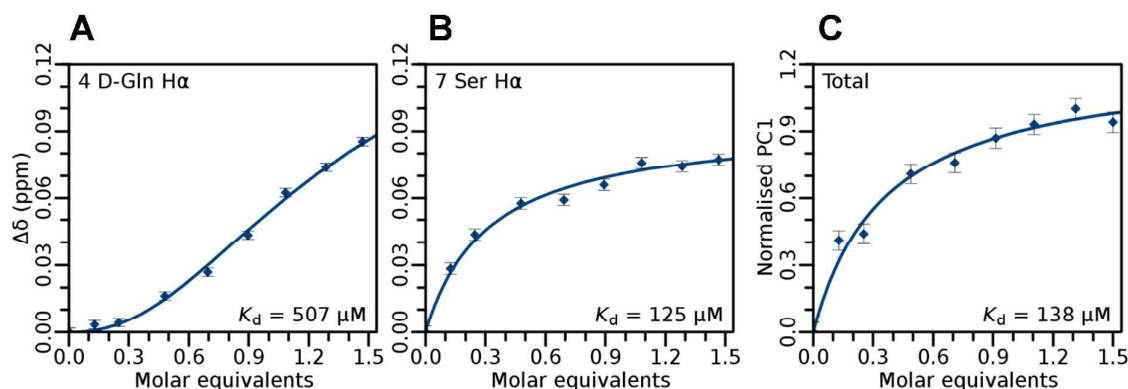 A
B
C
4 D-Gln Hα
7 Ser Hα
Total
Δδ (ppm)
0.12
0.09
0.06
0.03
0.00
0.0 0.3 0.6 0.9 1.2 1.5
Molar equivalents
K_d = 507 μM
0.12
0.09
0.06
0.03
0.00
0.0 0.3 0.6 0.9 1.2 1.5
Molar equivalents
K_d = 125 μM
Normalised PC1
1.2
0.9
0.6
0.3
0.0
0.0 0.3 0.6 0.9 1.2 1.5
Molar equivalents
K_d = 138 μM